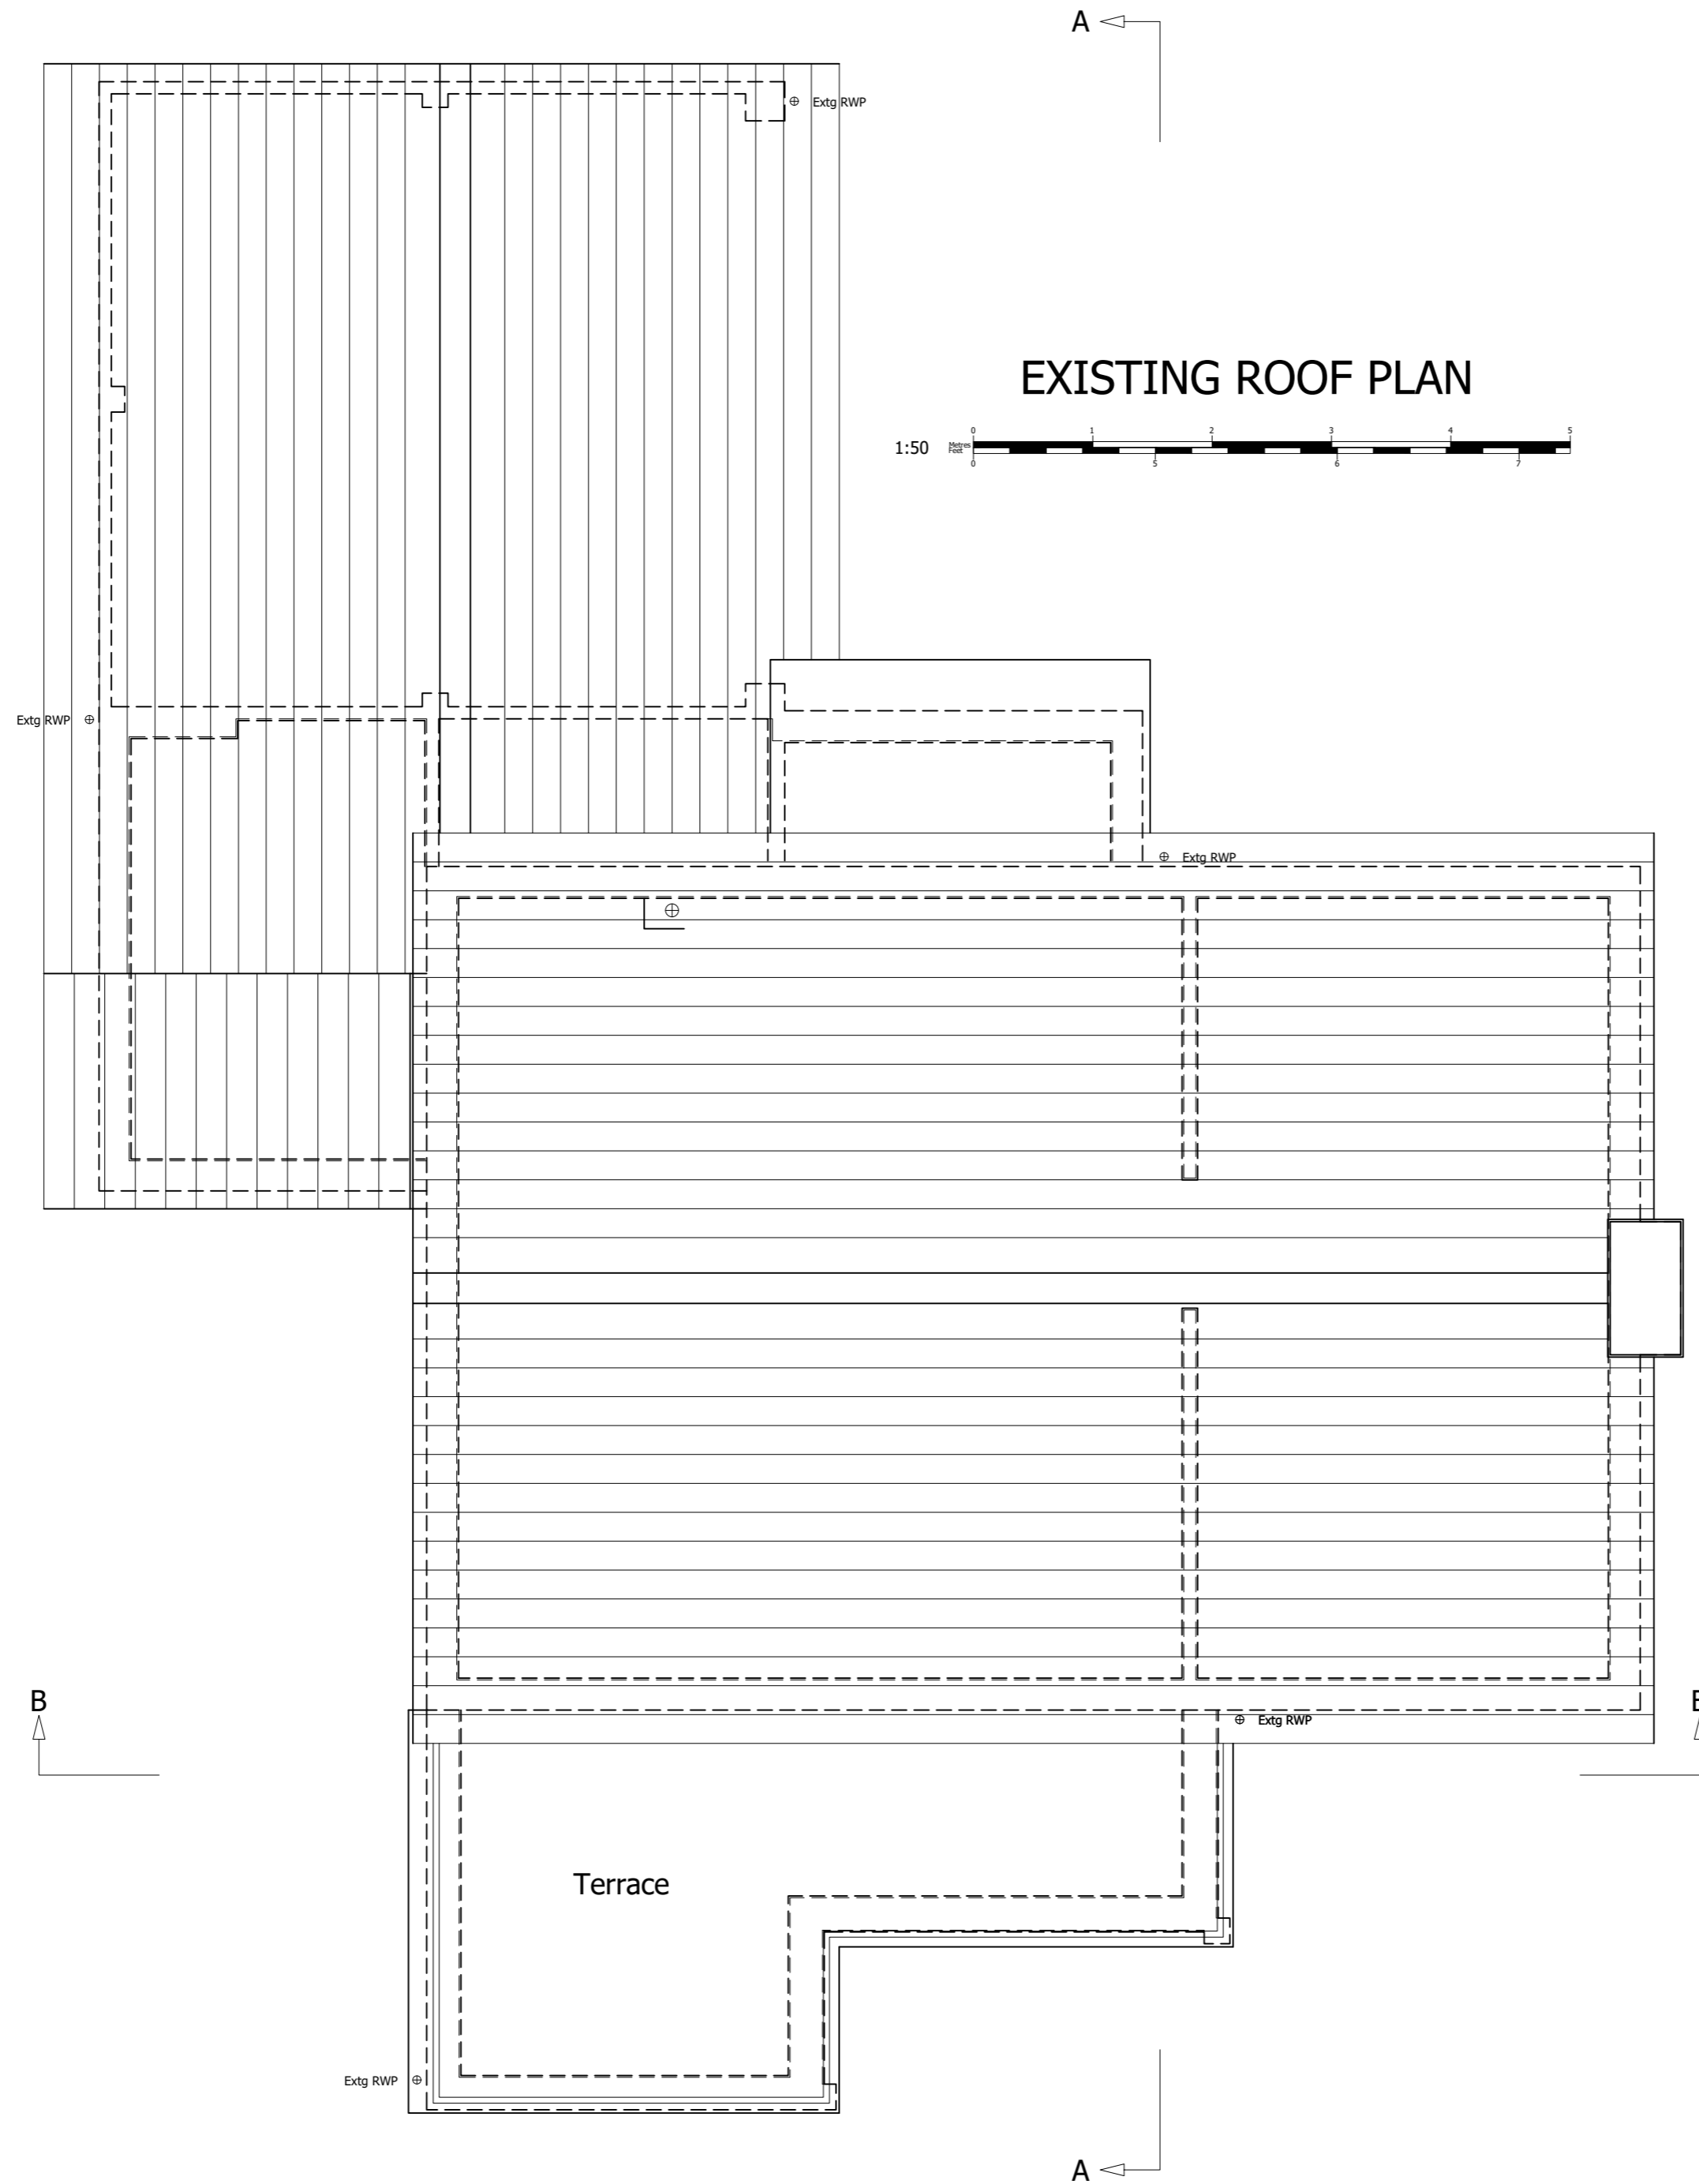 A
Extg RWP
EXISTING ROOF PLAN
0 1 2 3 4 5
1:50 Metres
Feet
0 5 6 7
Extg RWP
Extg RWP
B
B
Extg RWP
Terrace
Extg RWP
A